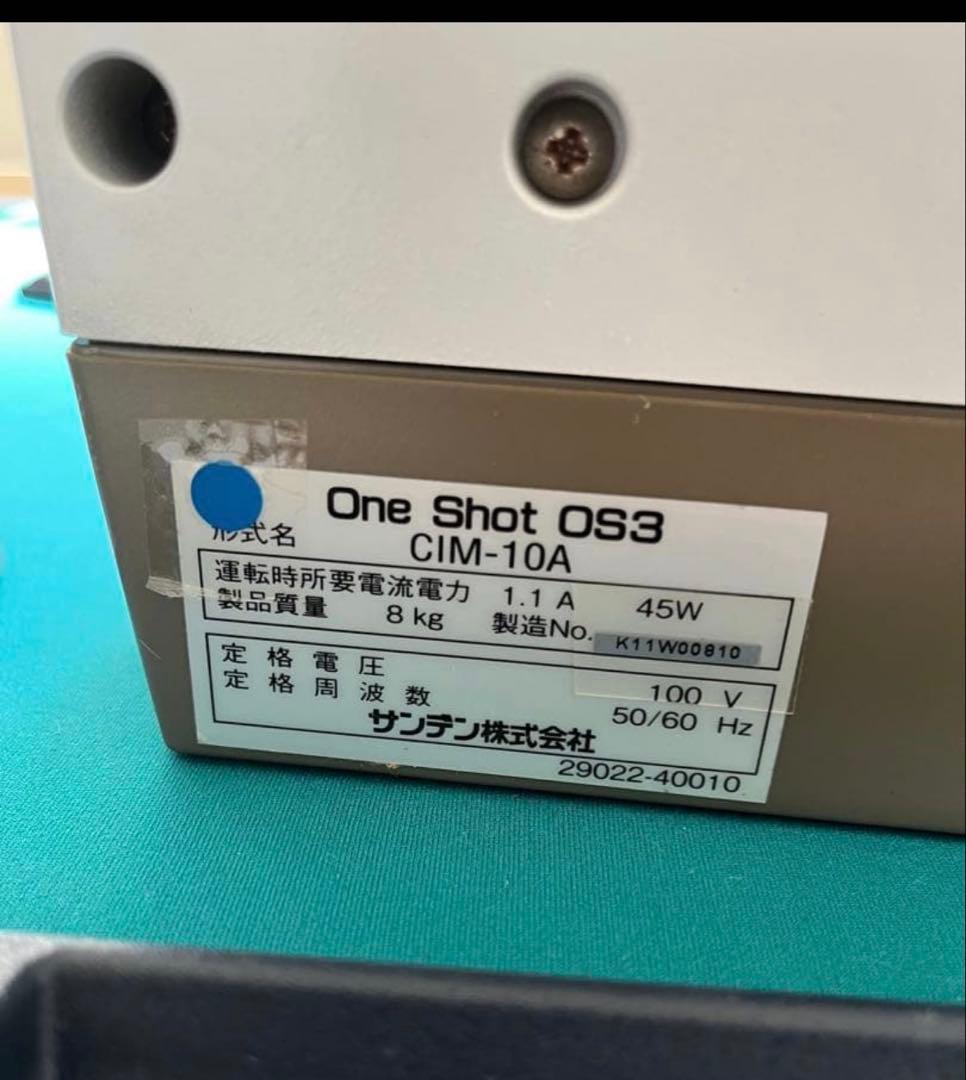 One Shot OS3
形式名 CIM-10A
運転時所要電流電力 1.1 A 45W
製品質量 8 kg 製造No. K11W00810
定格電圧 100 V
定格周波数 50/60 Hz
サンデン株式会社
29022-40010